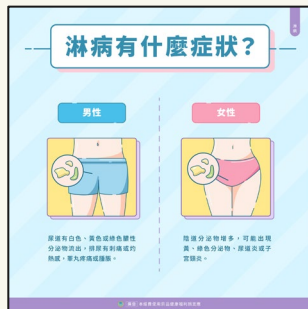 淋病有什麼症狀?
男性
女性
尿道有白色、黃色或綠色膿性
分泌物流出，排尿有刺痛或灼
熱感，睪丸疼痛或腫脹。
陰道分泌物增多，可能出現
黃、綠色分泌物、尿道炎或子
宮頸炎。